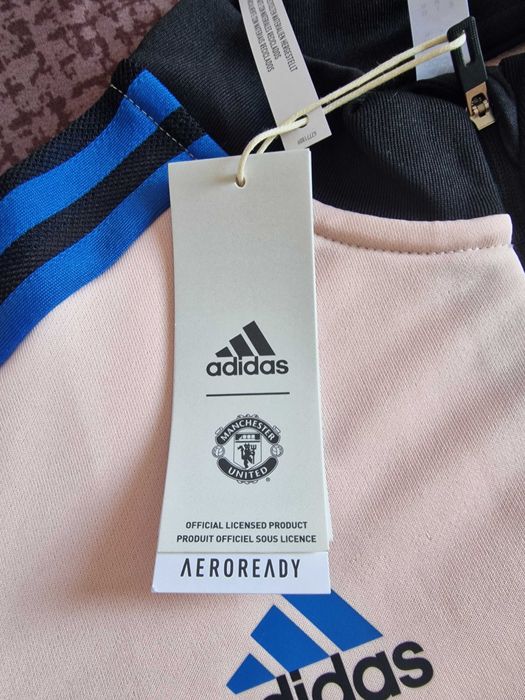 adidas
MANCHESTER
UNITED
OFFICIAL LICENSED PRODUCT
PRODUIT OFFICIEL SOUS LICENCE
AEROREADY
adidas